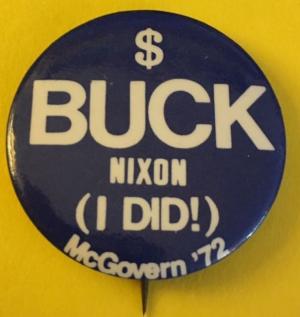 $
BUCK
NIXON
(I DID!)
McGovern '72